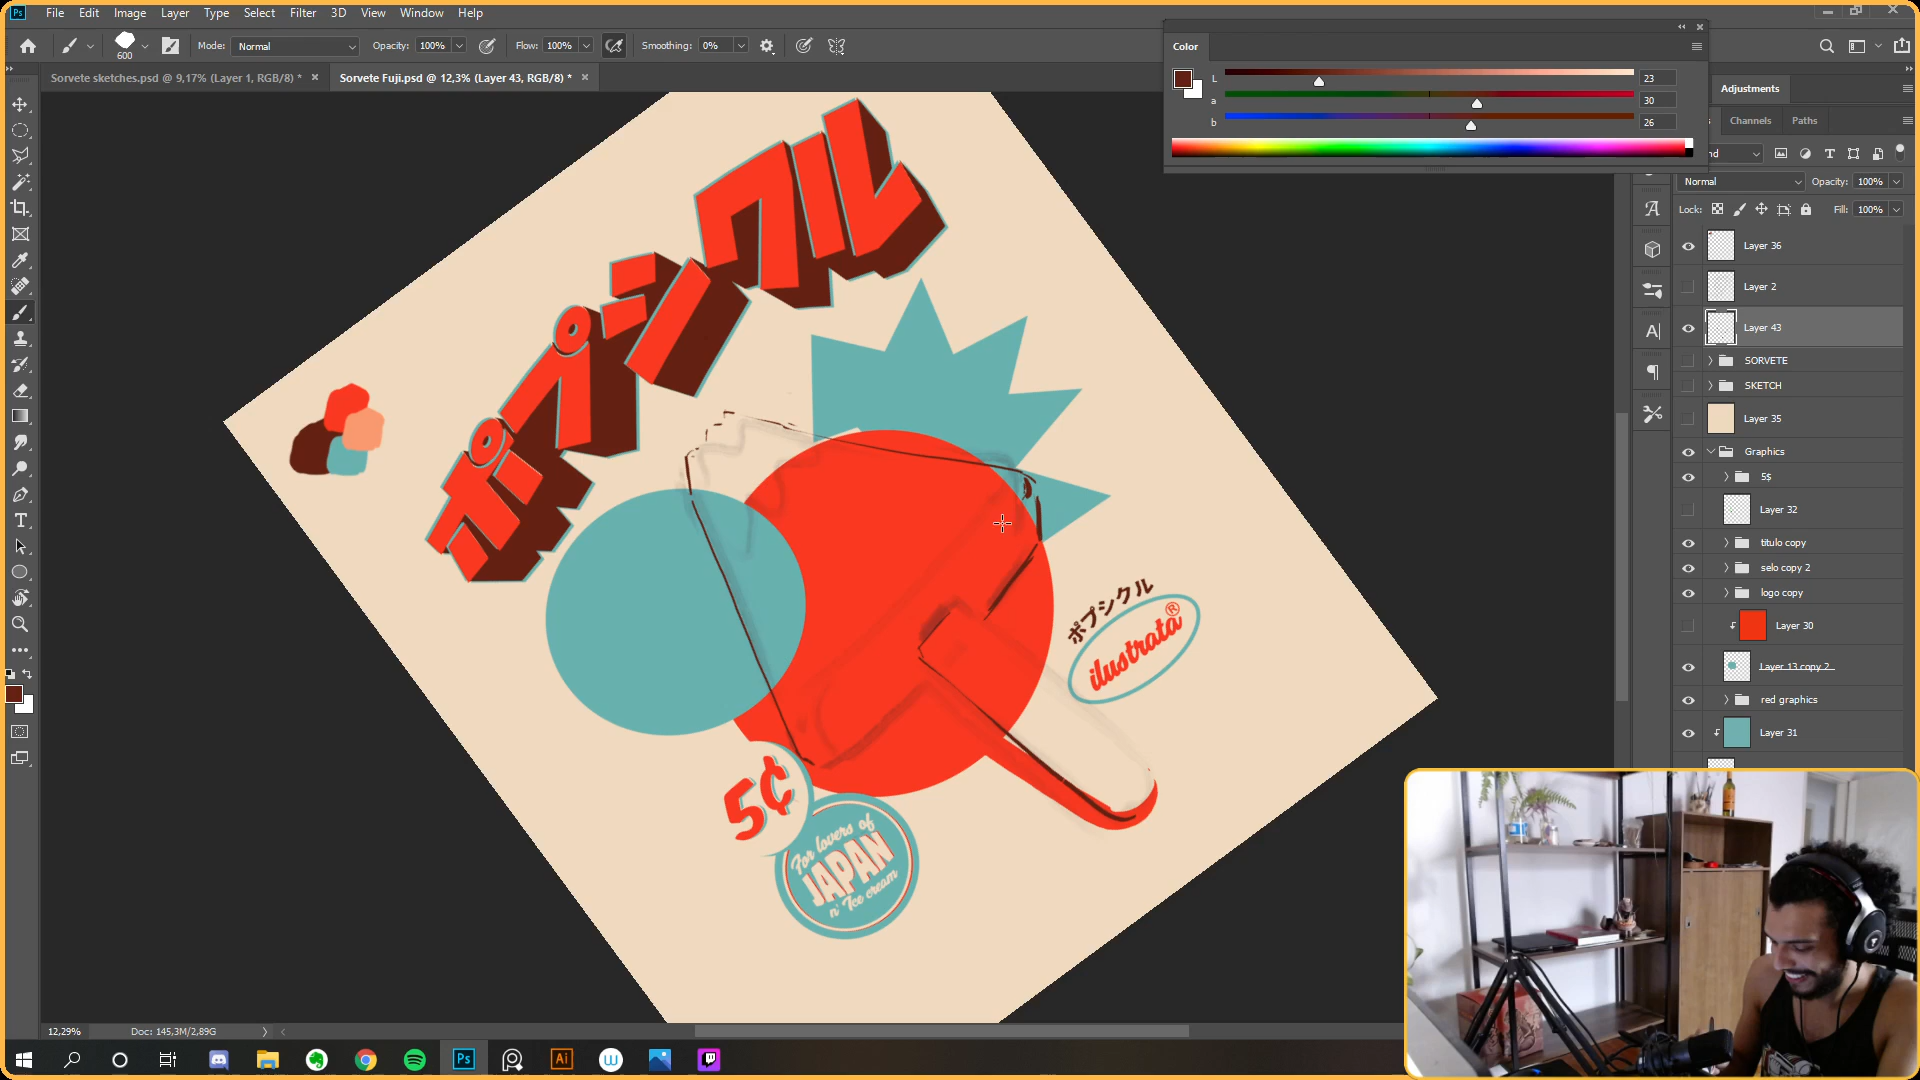 Ps File Edit Image Layer Type Select Filter 3D View Window Help
600 Mode: Normal Opacity: 100% Flow: 100% Smoothing: 0%
Sorvete sketches.psd @ 9,17% (Layer 1, RGB/8) * × Sorvete Fuji.psd @ 12,3% (Layer 43, RGB/8) * ×
Color
L 23
a 30
b 26
Adjustments
Channels Paths
nd
Normal Opacity: 100%
Lock: Fill: 100%
Layer 36
Layer 2
Layer 43
SORVETE
SKETCH
Layer 35
Graphics
5$
Layer 32
titulo copy
selo copy 2
logo copy
Layer 30
Layer 13 copy 2
red graphics
Layer 31
ポプシクル
ポプシクル
ilustrata®
5¢
For lovers of
JAPAN
n' Ice cream
12,29% Doc: 145,3M/2,89G
Ps Ai